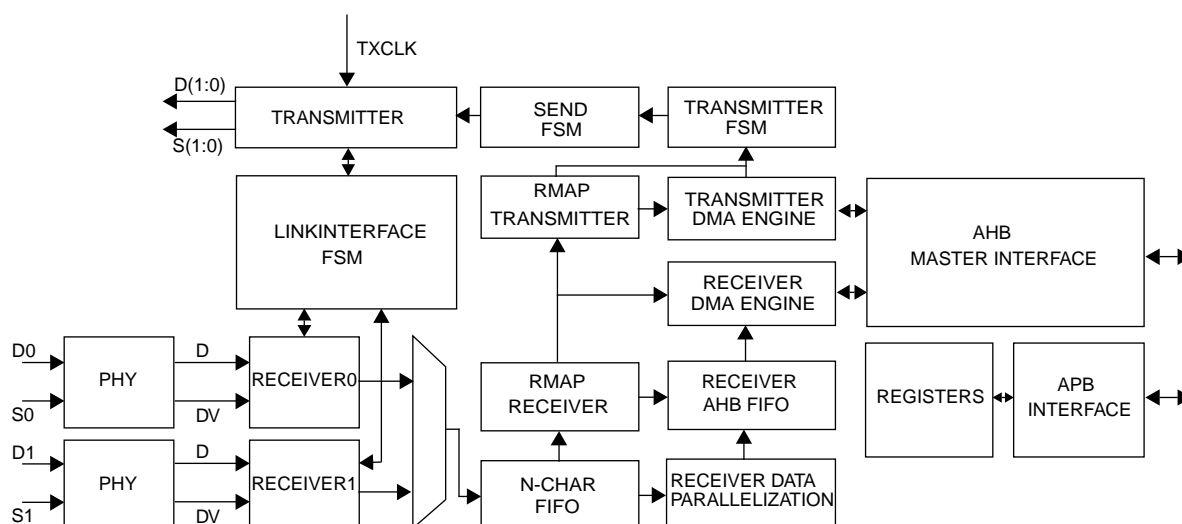 TXCLK
D(1:0)
S(1:0)
TRANSMITTER
SEND
FSM
TRANSMITTER
FSM
LINKINTERFACE
FSM
RMAP
TRANSMITTER
TRANSMITTER
DMA ENGINE
AHB
MASTER INTERFACE
RECEIVER
DMA ENGINE
D0
S0
PHY
D
DV
RECEIVER0
RMAP
RECEIVER
RECEIVER
AHB FIFO
REGISTERS
APB
INTERFACE
D1
S1
PHY
D
DV
RECEIVER1
N-CHAR
FIFO
RECEIVER DATA
PARALLELIZATION